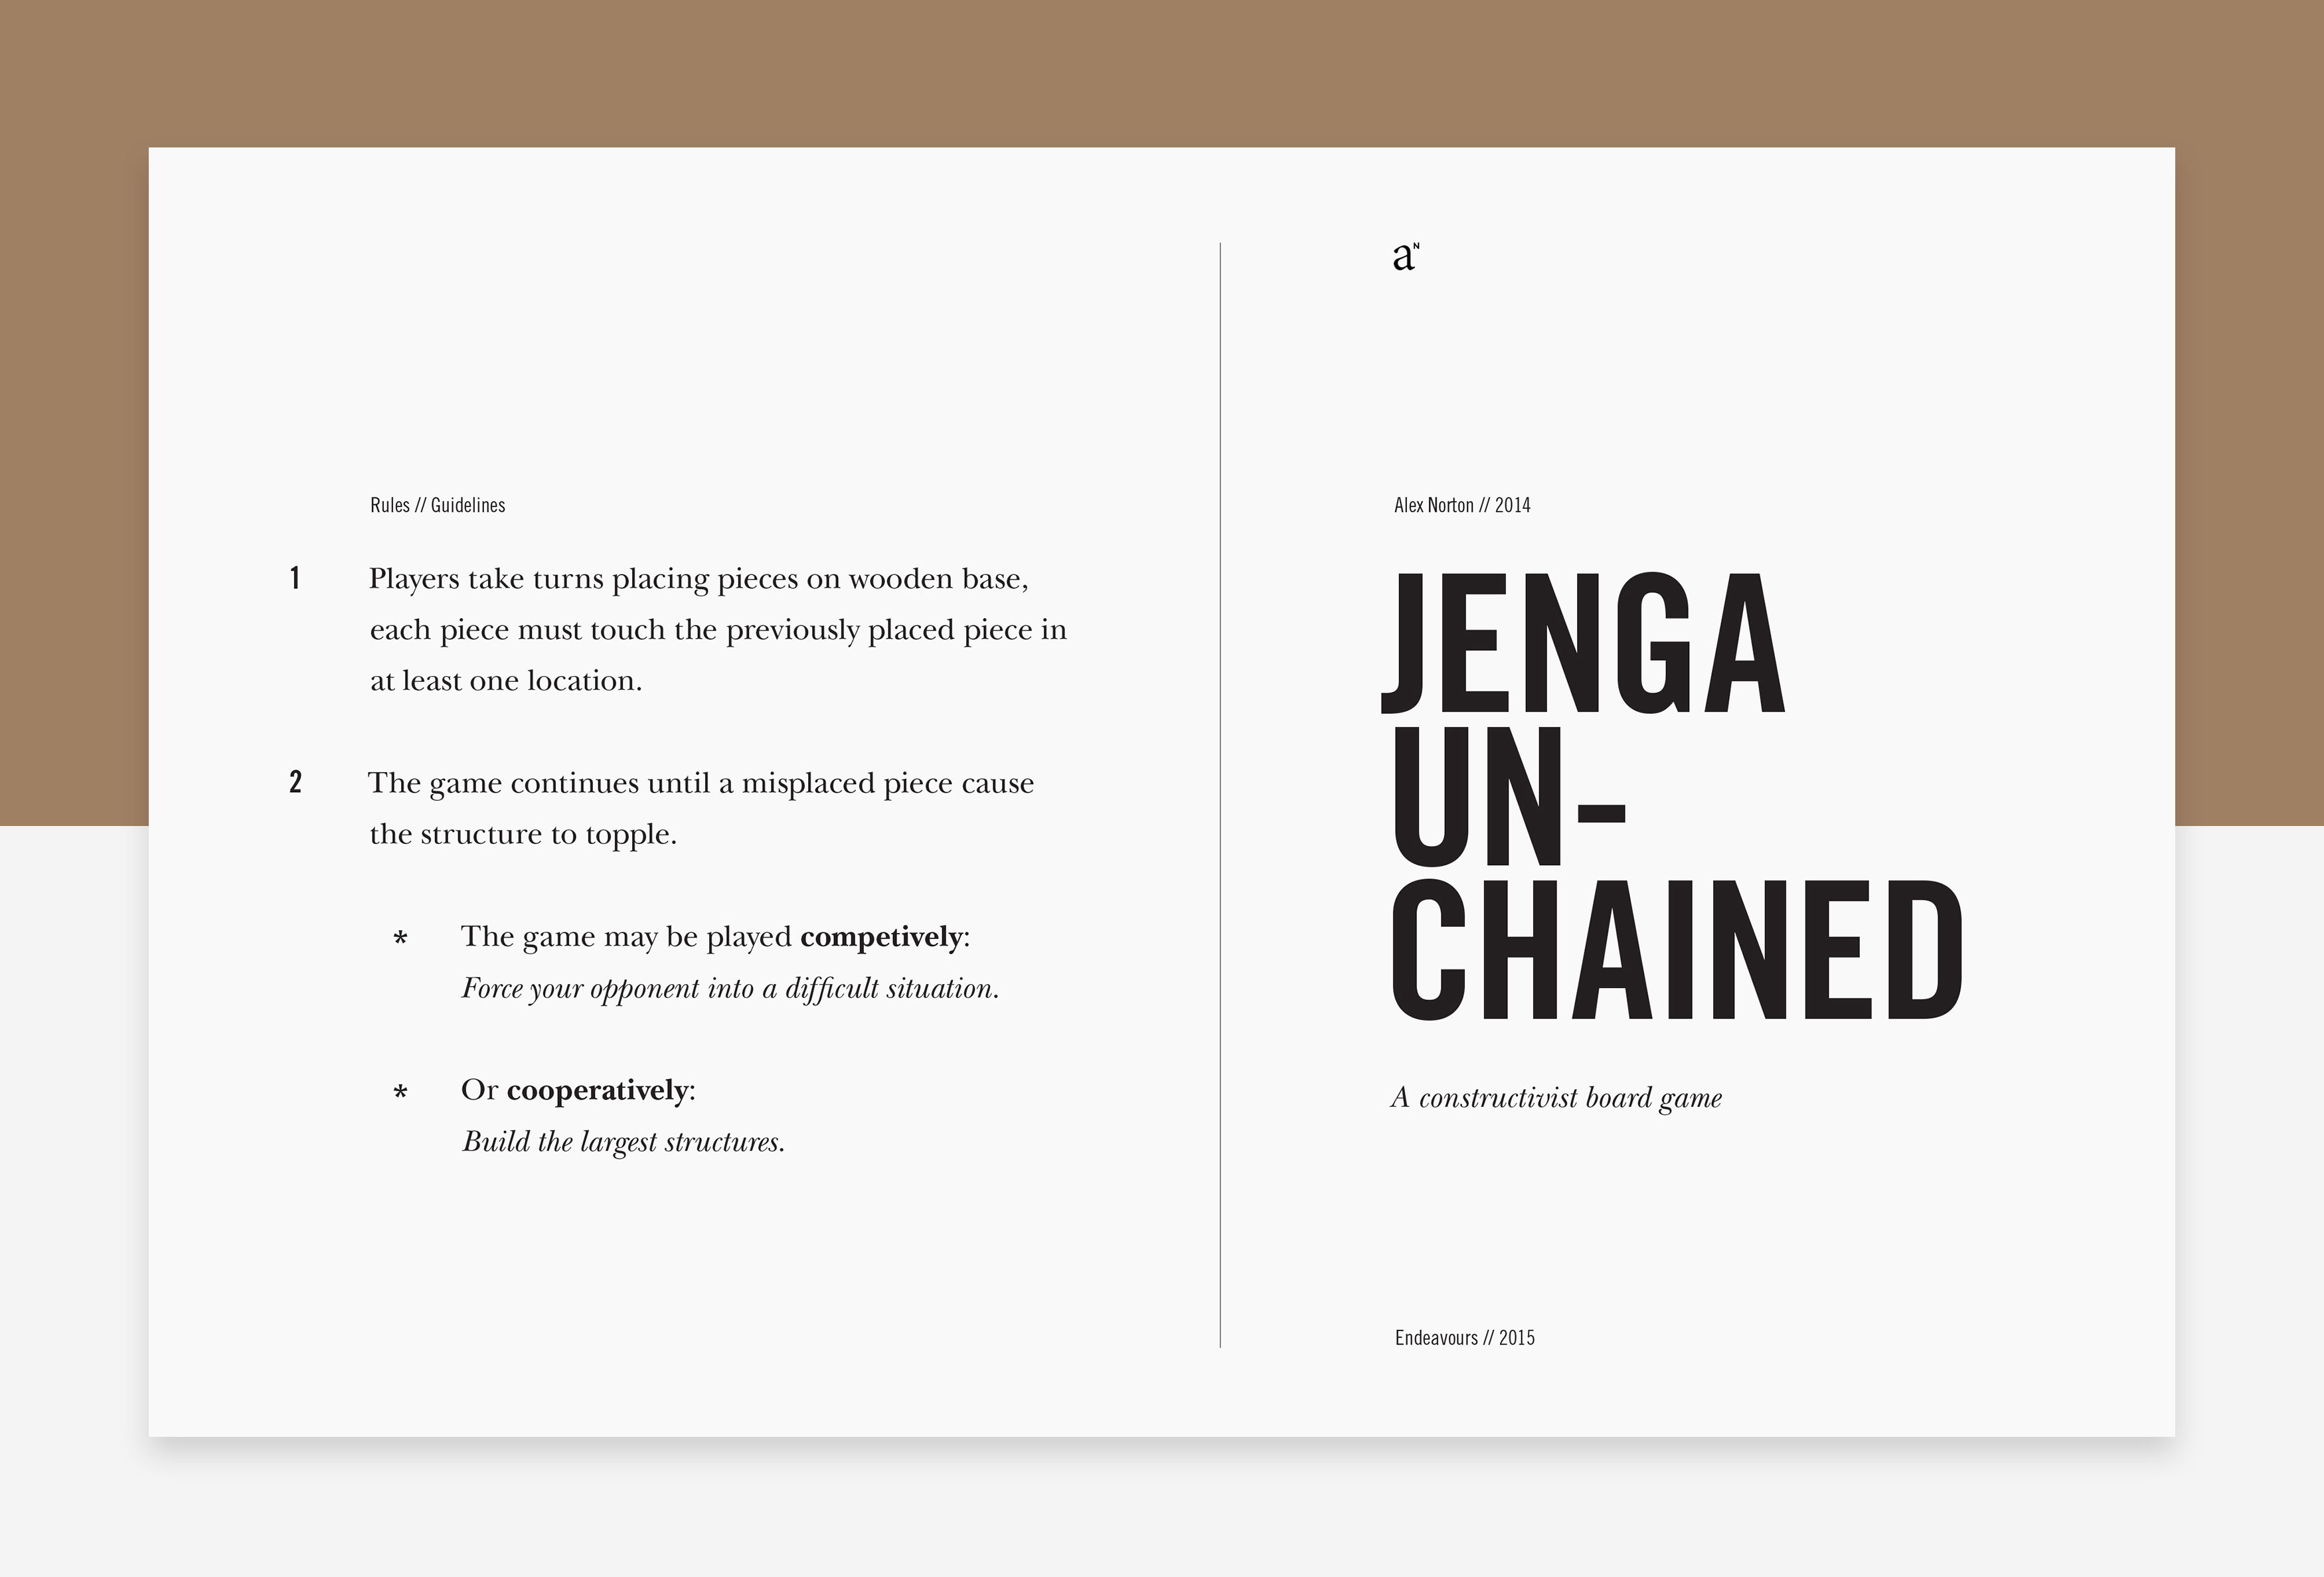 Rules // Guidelines
1 Players take turns placing pieces on wooden base,
each piece must touch the previously placed piece in
at least one location.
2 The game continues until a misplaced piece cause
the structure to topple.
* The game may be played competively:
Force your opponent into a difficult situation.
* Or cooperatively:
Build the largest structures.
aN
Alex Norton // 2014
JENGA
UN-
CHAINED
A constructivist board game
Endeavours // 2015